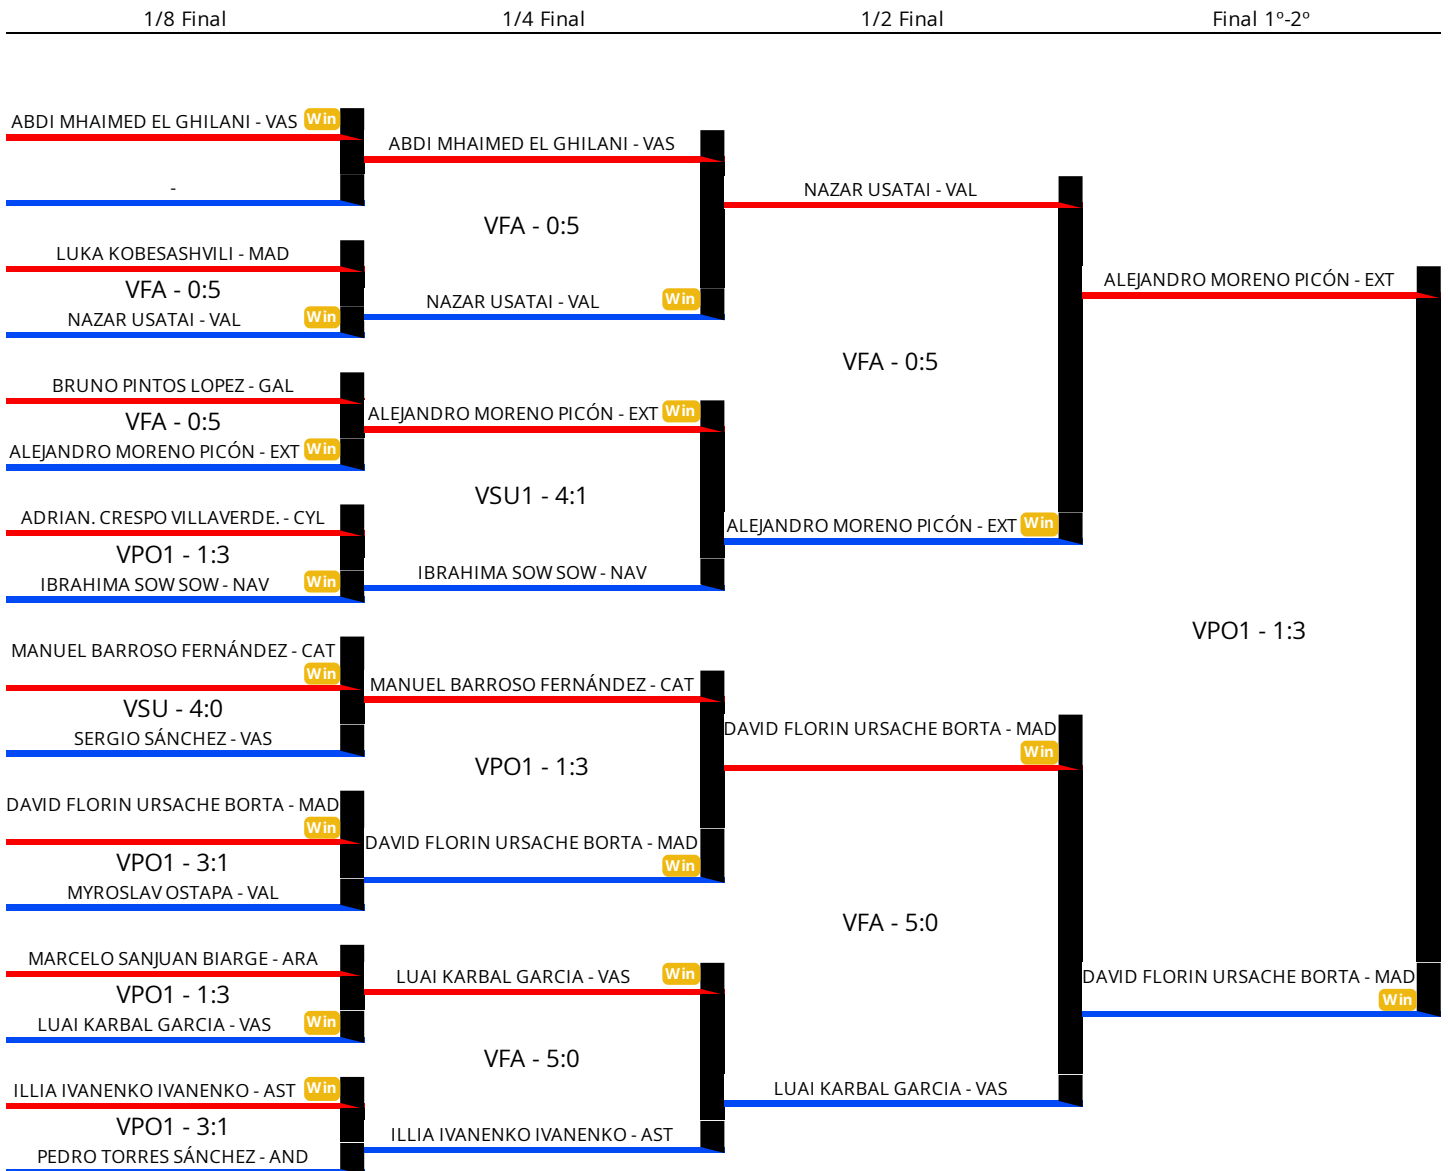 1/8 Final
1/4 Final
1/2 Final
Final 1º-2º
ABDI MHAIMED EL GHILANI - VAS Win
-
LUKA KOBESASHVILI - MAD
VFA - 0:5
NAZAR USATAI - VAL Win
BRUNO PINTOS LOPEZ - GAL
VFA - 0:5
ALEJANDRO MORENO PICÓN - EXT Win
ADRIAN. CRESPO VILLAVERDE. - CYL
VPO1 - 1:3
IBRAHIMA SOW SOW - NAV Win
MANUEL BARROSO FERNÁNDEZ - CAT
Win
VSU - 4:0
SERGIO SÁNCHEZ - VAS
DAVID FLORIN URSACHE BORTA - MAD
Win
VPO1 - 3:1
MYROSLAV OSTAPA - VAL
MARCELO SANJUAN BIARGE - ARA
VPO1 - 1:3
LUAI KARBAL GARCIA - VAS Win
ILLIA IVANENKO IVANENKO - AST Win
VPO1 - 3:1
PEDRO TORRES SÁNCHEZ - AND
ABDI MHAIMED EL GHILANI - VAS
VFA - 0:5
NAZAR USATAI - VAL Win
ALEJANDRO MORENO PICÓN - EXT Win
VSU1 - 4:1
IBRAHIMA SOW SOW - NAV
MANUEL BARROSO FERNÁNDEZ - CAT
VPO1 - 1:3
DAVID FLORIN URSACHE BORTA - MAD
Win
LUAI KARBAL GARCIA - VAS Win
VFA - 5:0
ILLIA IVANENKO IVANENKO - AST
NAZAR USATAI - VAL
VFA - 0:5
ALEJANDRO MORENO PICÓN - EXT Win
DAVID FLORIN URSACHE BORTA - MAD
Win
VFA - 5:0
LUAI KARBAL GARCIA - VAS
ALEJANDRO MORENO PICÓN - EXT
VPO1 - 1:3
DAVID FLORIN URSACHE BORTA - MAD
Win